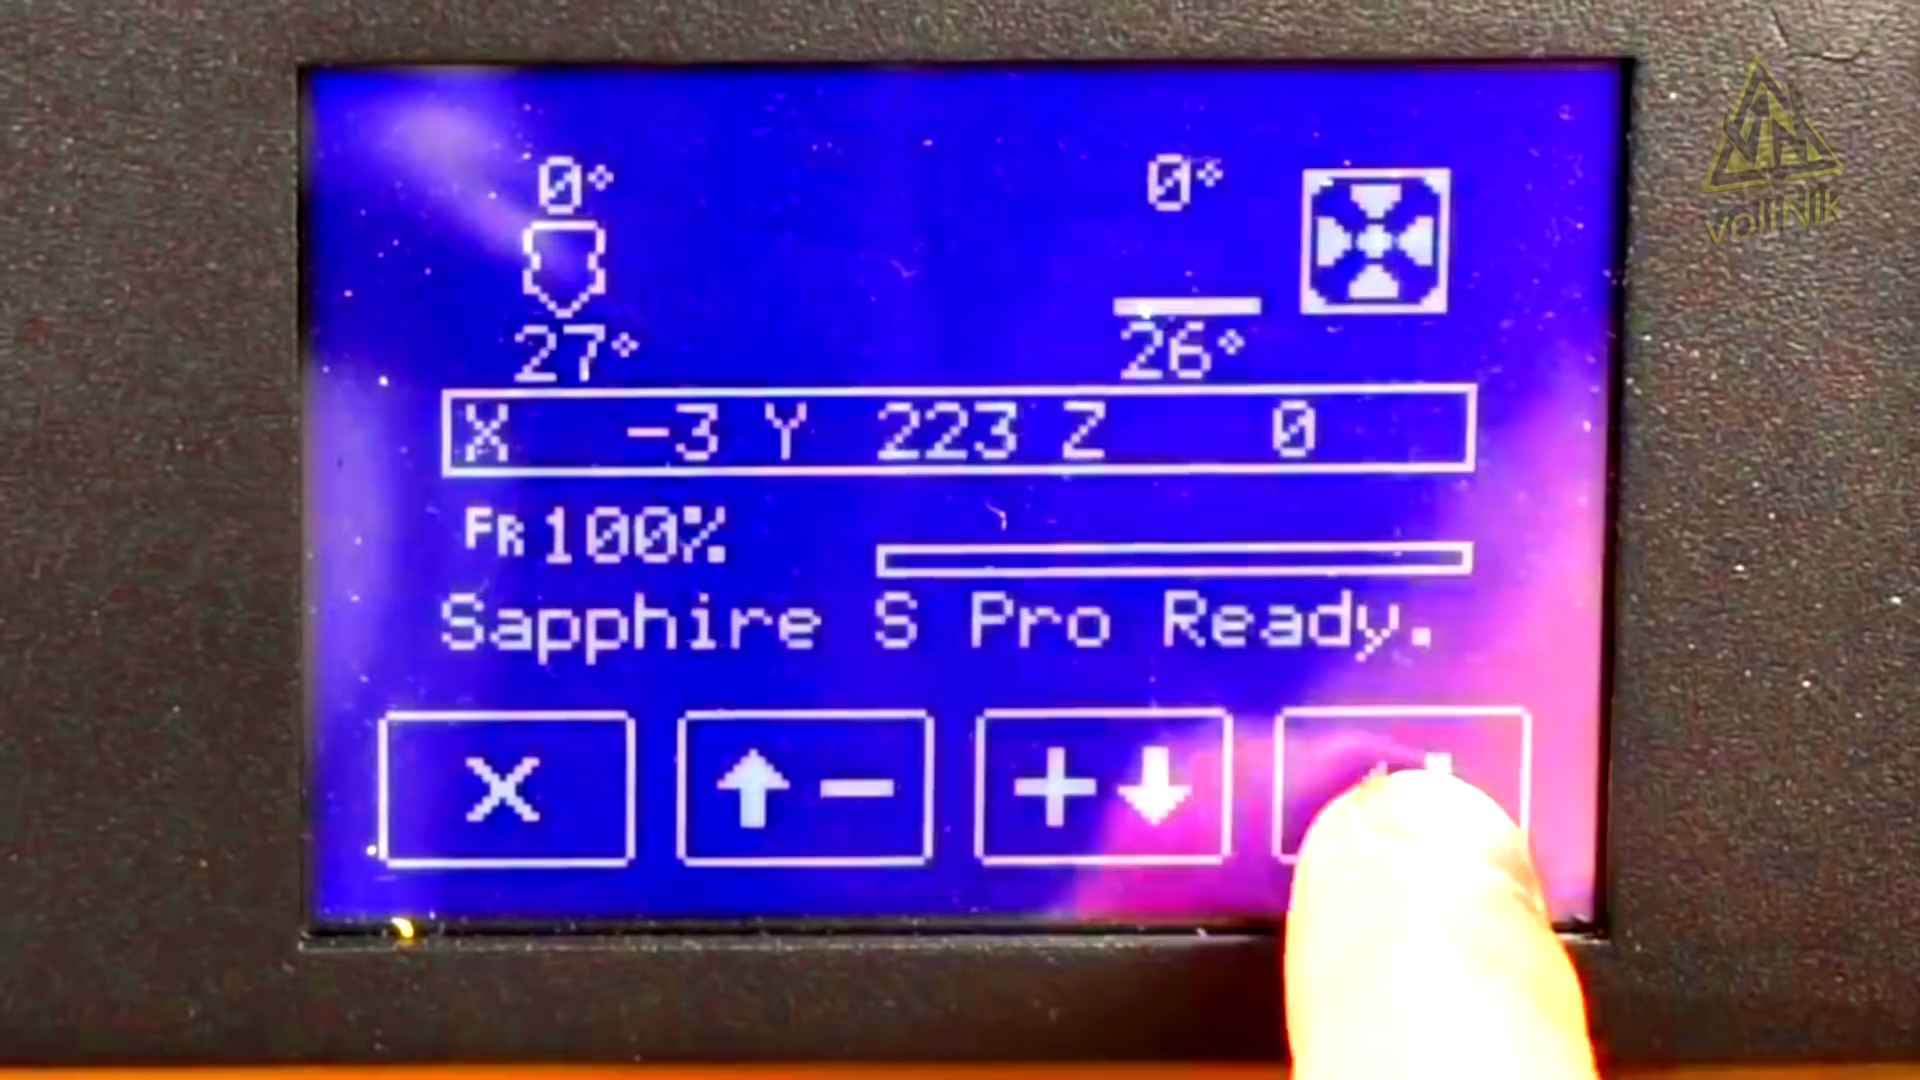 0° 0°
27° 26°
X -3 Y 223 Z 0
FR 100%
Sapphire S Pro Ready.
voltNik